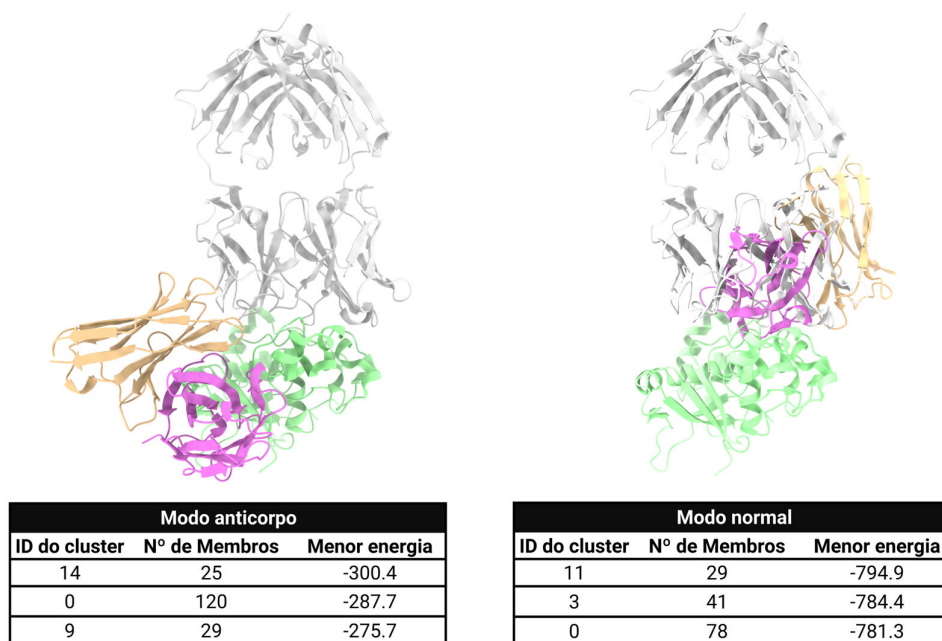 Modo anticorpo
ID do cluster Nº de Membros Menor energia
14 25 -300.4
0 120 -287.7
9 29 -275.7
Modo normal
ID do cluster Nº de Membros Menor energia
11 29 -794.9
3 41 -784.4
0 78 -781.3